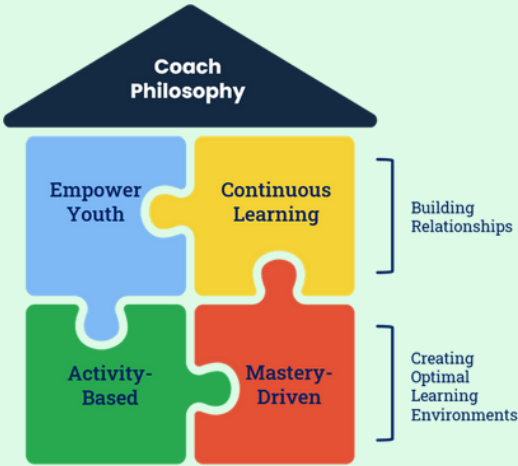 Coach
Philosophy
Empower
Youth
Continuous
Learning
Building
Relationships
Activity-
Based
Mastery-
Driven
Creating
Optimal
Learning
Environments